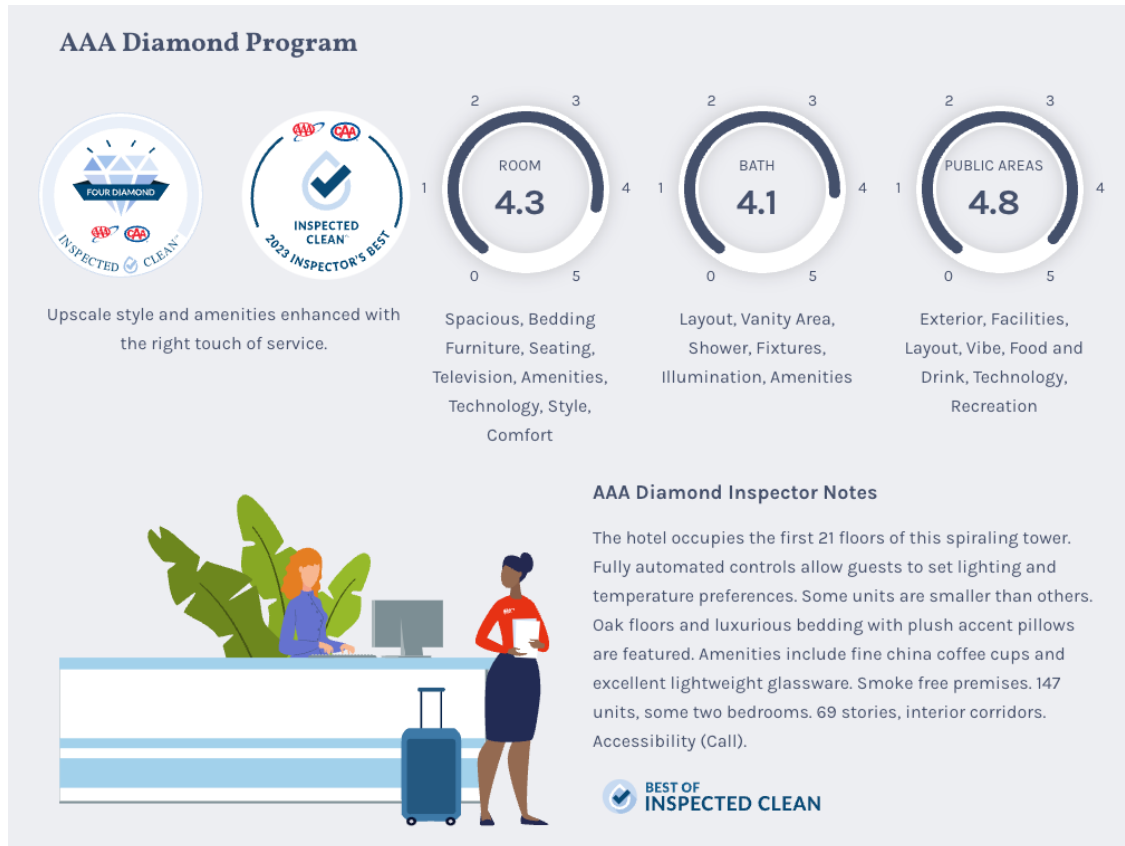 AAA Diamond Program
FOUR DIAMOND
AAA CAA
INSPECTED CLEAN™
AAA CAA
INSPECTED
CLEAN™
2023 INSPECTOR'S BEST
Upscale style and amenities enhanced with
the right touch of service.
2 3
1 4
0 5
ROOM
4.3
Spacious, Bedding
Furniture, Seating,
Television, Amenities,
Technology, Style,
Comfort
2 3
1 4
0 5
BATH
4.1
Layout, Vanity Area,
Shower, Fixtures,
Illumination, Amenities
2 3
1 4
0 5
PUBLIC AREAS
4.8
Exterior, Facilities,
Layout, Vibe, Food and
Drink, Technology,
Recreation
AAA Diamond Inspector Notes
The hotel occupies the first 21 floors of this spiraling tower.
Fully automated controls allow guests to set lighting and
temperature preferences. Some units are smaller than others.
Oak floors and luxurious bedding with plush accent pillows
are featured. Amenities include fine china coffee cups and
excellent lightweight glassware. Smoke free premises. 147
units, some two bedrooms. 69 stories, interior corridors.
Accessibility (Call).
BEST OF
INSPECTED CLEAN